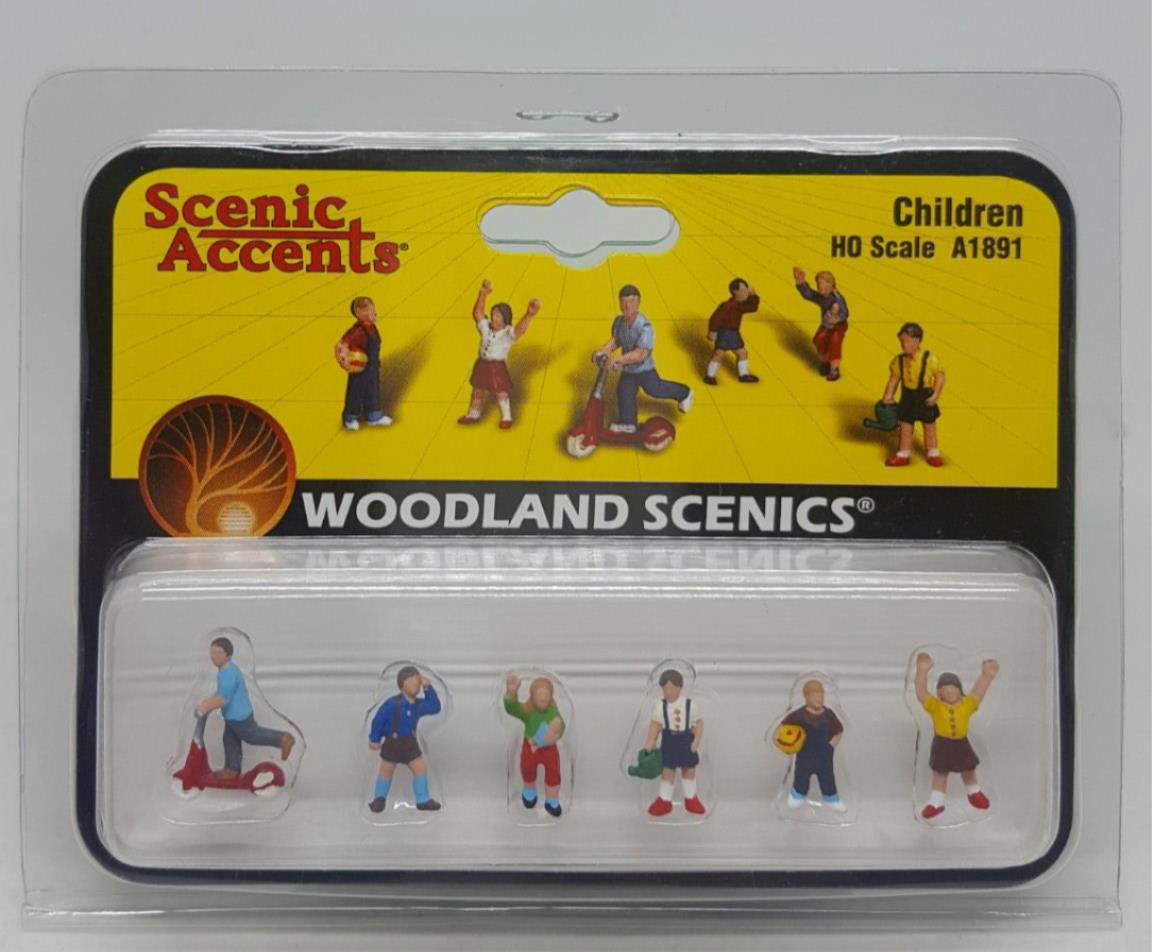 Scenic
Accents®
Children
HO Scale A1891
WOODLAND SCENICS®